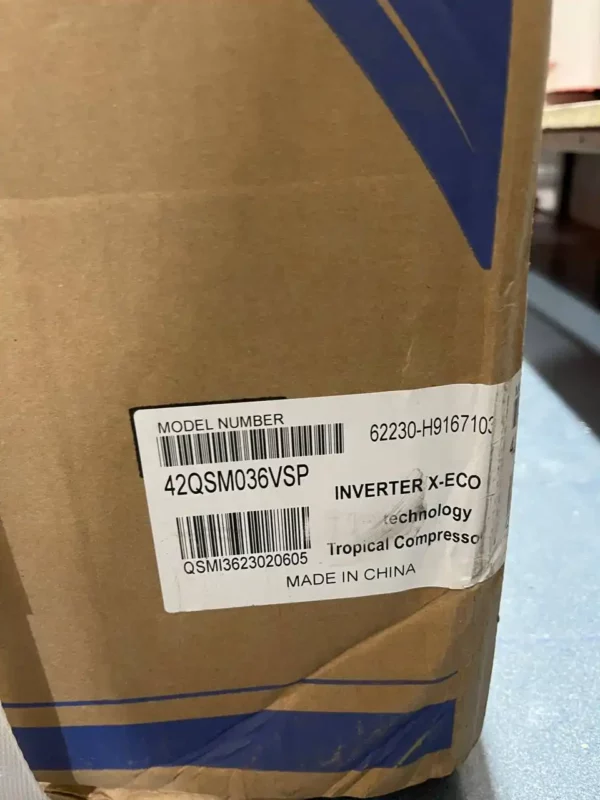 MODEL NUMBER
62230-H9167103
42QSM036VSP
INVERTER X-ECO
technology
Tropical Compresso
QSMI3623020605
MADE IN CHINA